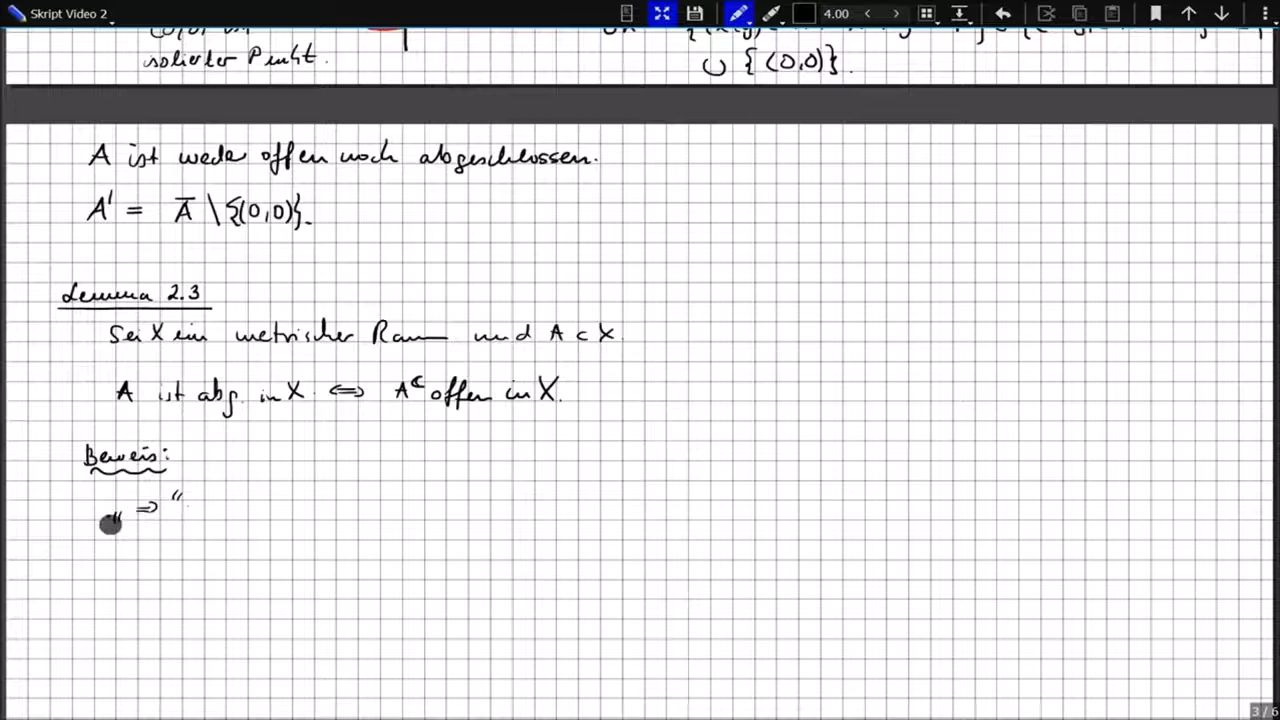 Skript Video 2
4.00
isolierter Punkt.
∪ {(0,0)}.
A ist weder offen noch abgeschlossen.
A' = A̅ \ {(0,0)}.
Lemma 2.3
Sei X ein metrischer Raum und A ⊂ X.
A ist abg. in X ⇔ Aᶜ offen in X.
Beweis:
„⇒“
3 / 6